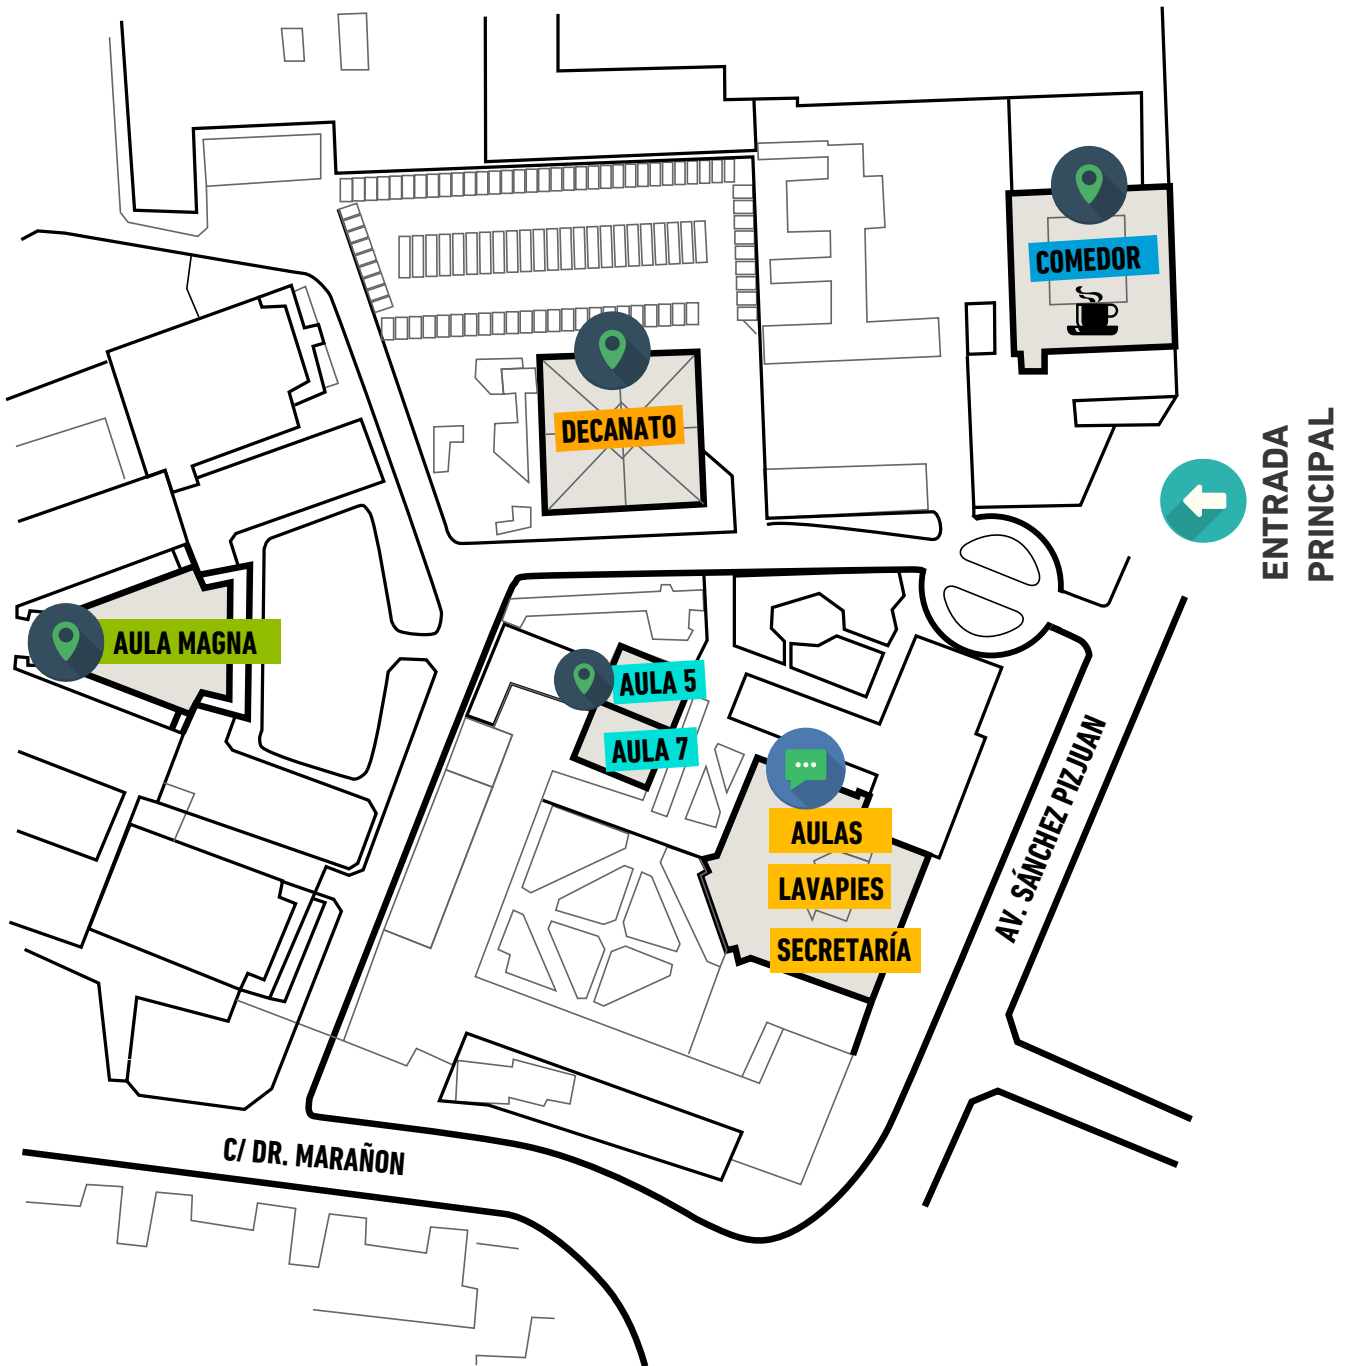 COMEDOR
DECANATO
ENTRADA
PRINCIPAL
AULA MAGNA
AULA 5
AULA 7
AULAS
LAVAPIES
SECRETARÍA
AV. SÁNCHEZ PIZJUAN
C/ DR. MARAÑON